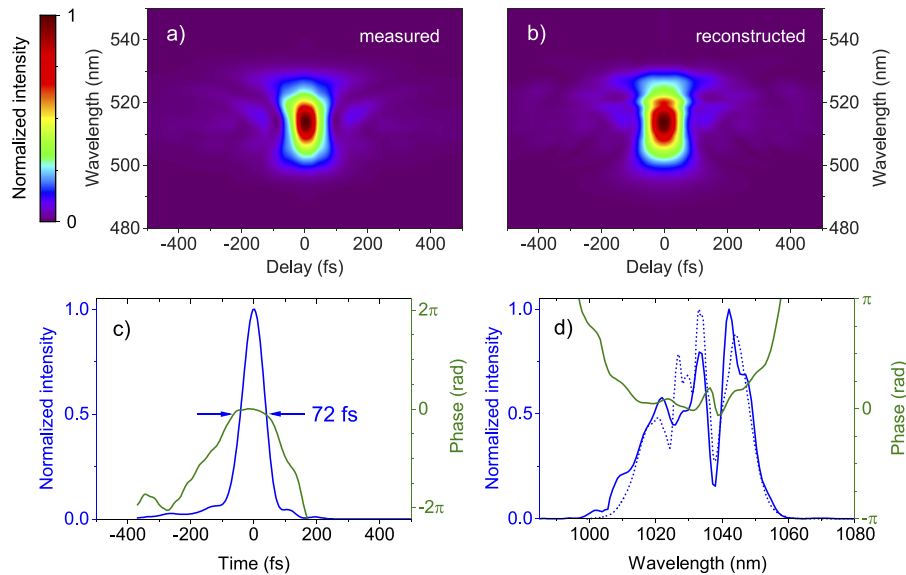 1
Normalized intensity
0
a)
measured
540
520
500
480
Wavelength (nm)
-400 -200 0 200 400
Delay (fs)
b)
reconstructed
540
520
500
480
Wavelength (nm)
-400 -200 0 200 400
Delay (fs)
c)
1.0
0.5
0.0
Normalized intensity
72 fs
2π
0
-2π
Phase (rad)
-400 -200 0 200 400
Time (fs)
d)
1.0
0.5
0.0
Normalized intensity
π
0
-π
Phase (rad)
1000 1020 1040 1060 1080
Wavelength (nm)